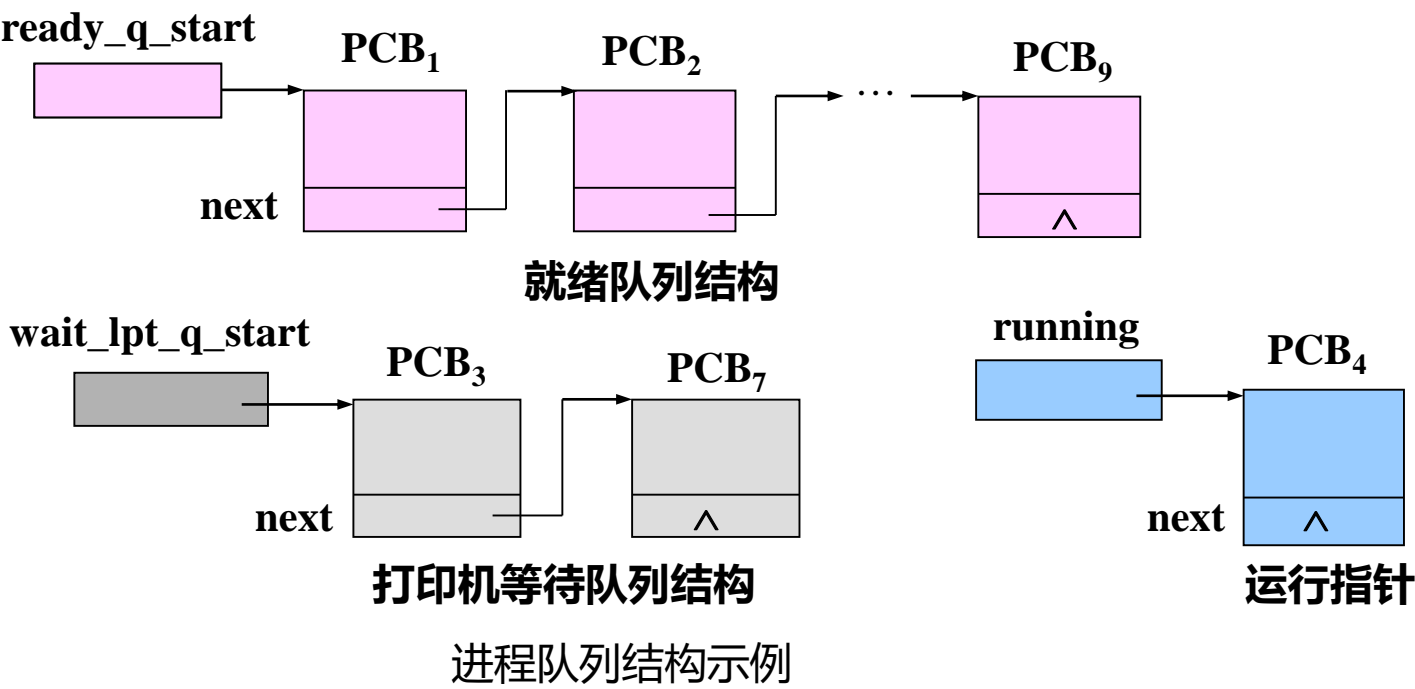 ready_q_start
PCB₁
PCB₂
PCB₉
···
next
∧
就绪队列结构
wait_lpt_q_start
PCB₃
PCB₇
running
PCB₄
next
∧
next
∧
打印机等待队列结构
运行指针
进程队列结构示例